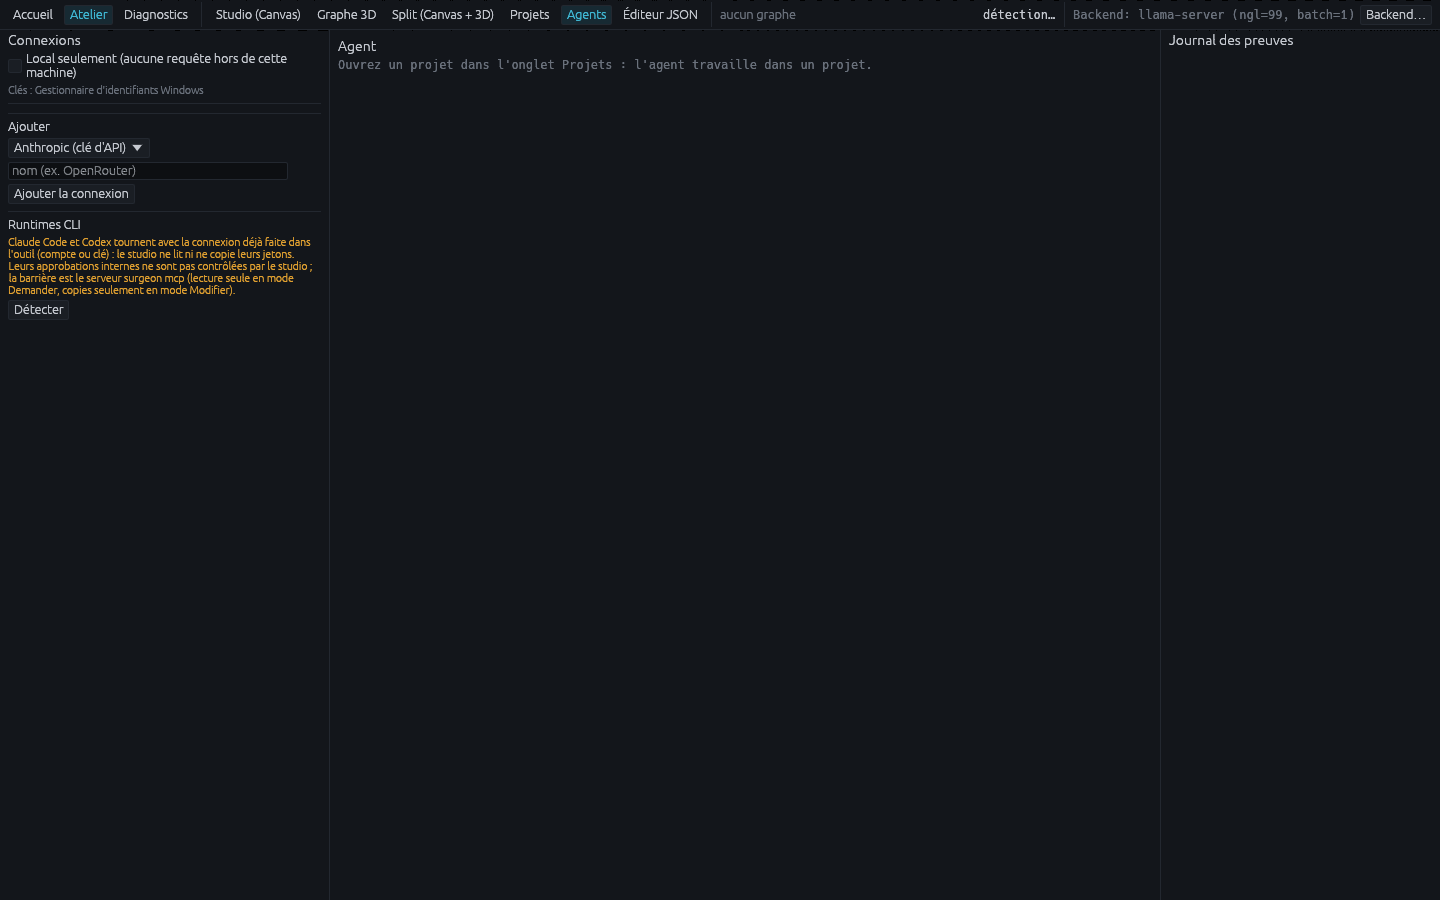 Accueil Atelier Diagnostics Studio (Canvas) Graphe 3D Split (Canvas + 3D) Projets Agents Éditeur JSON aucun graphe détection… Backend: llama-server (ngl=99, batch=1) Backend…
Connexions
Local seulement (aucune requête hors de cette
machine)
Clés : Gestionnaire d'identifiants Windows
Ajouter
Anthropic (clé d'API)
nom (ex. OpenRouter)
Ajouter la connexion
Runtimes CLI
Claude Code et Codex tournent avec la connexion déjà faite dans
l'outil (compte ou clé) : le studio ne lit ni ne copie leurs jetons.
Leurs approbations internes ne sont pas contrôlées par le studio ;
la barrière est le serveur surgeon mcp (lecture seule en mode
Demander, copies seulement en mode Modifier).
Détecter
Agent
Ouvrez un projet dans l'onglet Projets : l'agent travaille dans un projet.
Journal des preuves